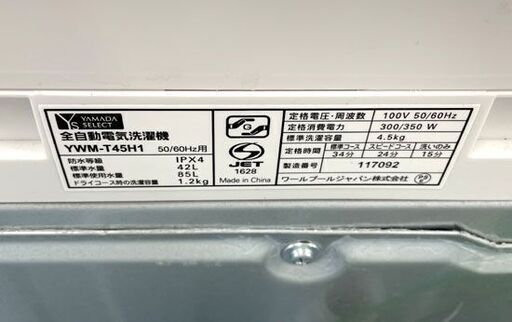 YS YAMADA SELECT
全自動電気洗濯機
YWM-T45H1 50/60Hz用
防水等級 IPX4
標準水量 42L
標準使用水量 85L
ドライコース時の洗濯容量 1.2kg
JET
1628
Made in China
定格電圧・周波数 100V 50/60Hz
定格消費電力 300/350 W
標準洗濯容量 4.5kg
定格時間 標準コース スピードコース 洗いのみ
34分 24分 15分
製造番号 117092
ワールプールジャパン株式会社 PSE